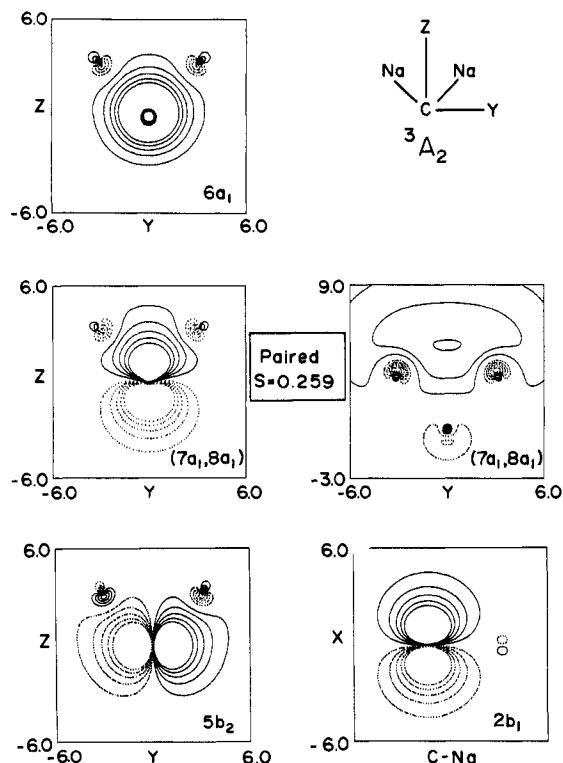 6.0
Z
6a₁
-6.0
-6.0 Y 6.0
Z
Na Na
C Y
³A₂
6.0
Z
(7a₁,8a₁)
-6.0
-6.0 Y 6.0
Paired
S=0.259
9.0
(7a₁,8a₁)
-3.0
-6.0 Y 6.0
6.0
Z
5b₂
-6.0
-6.0 Y 6.0
6.0
X
2b₁
-6.0
C-Na